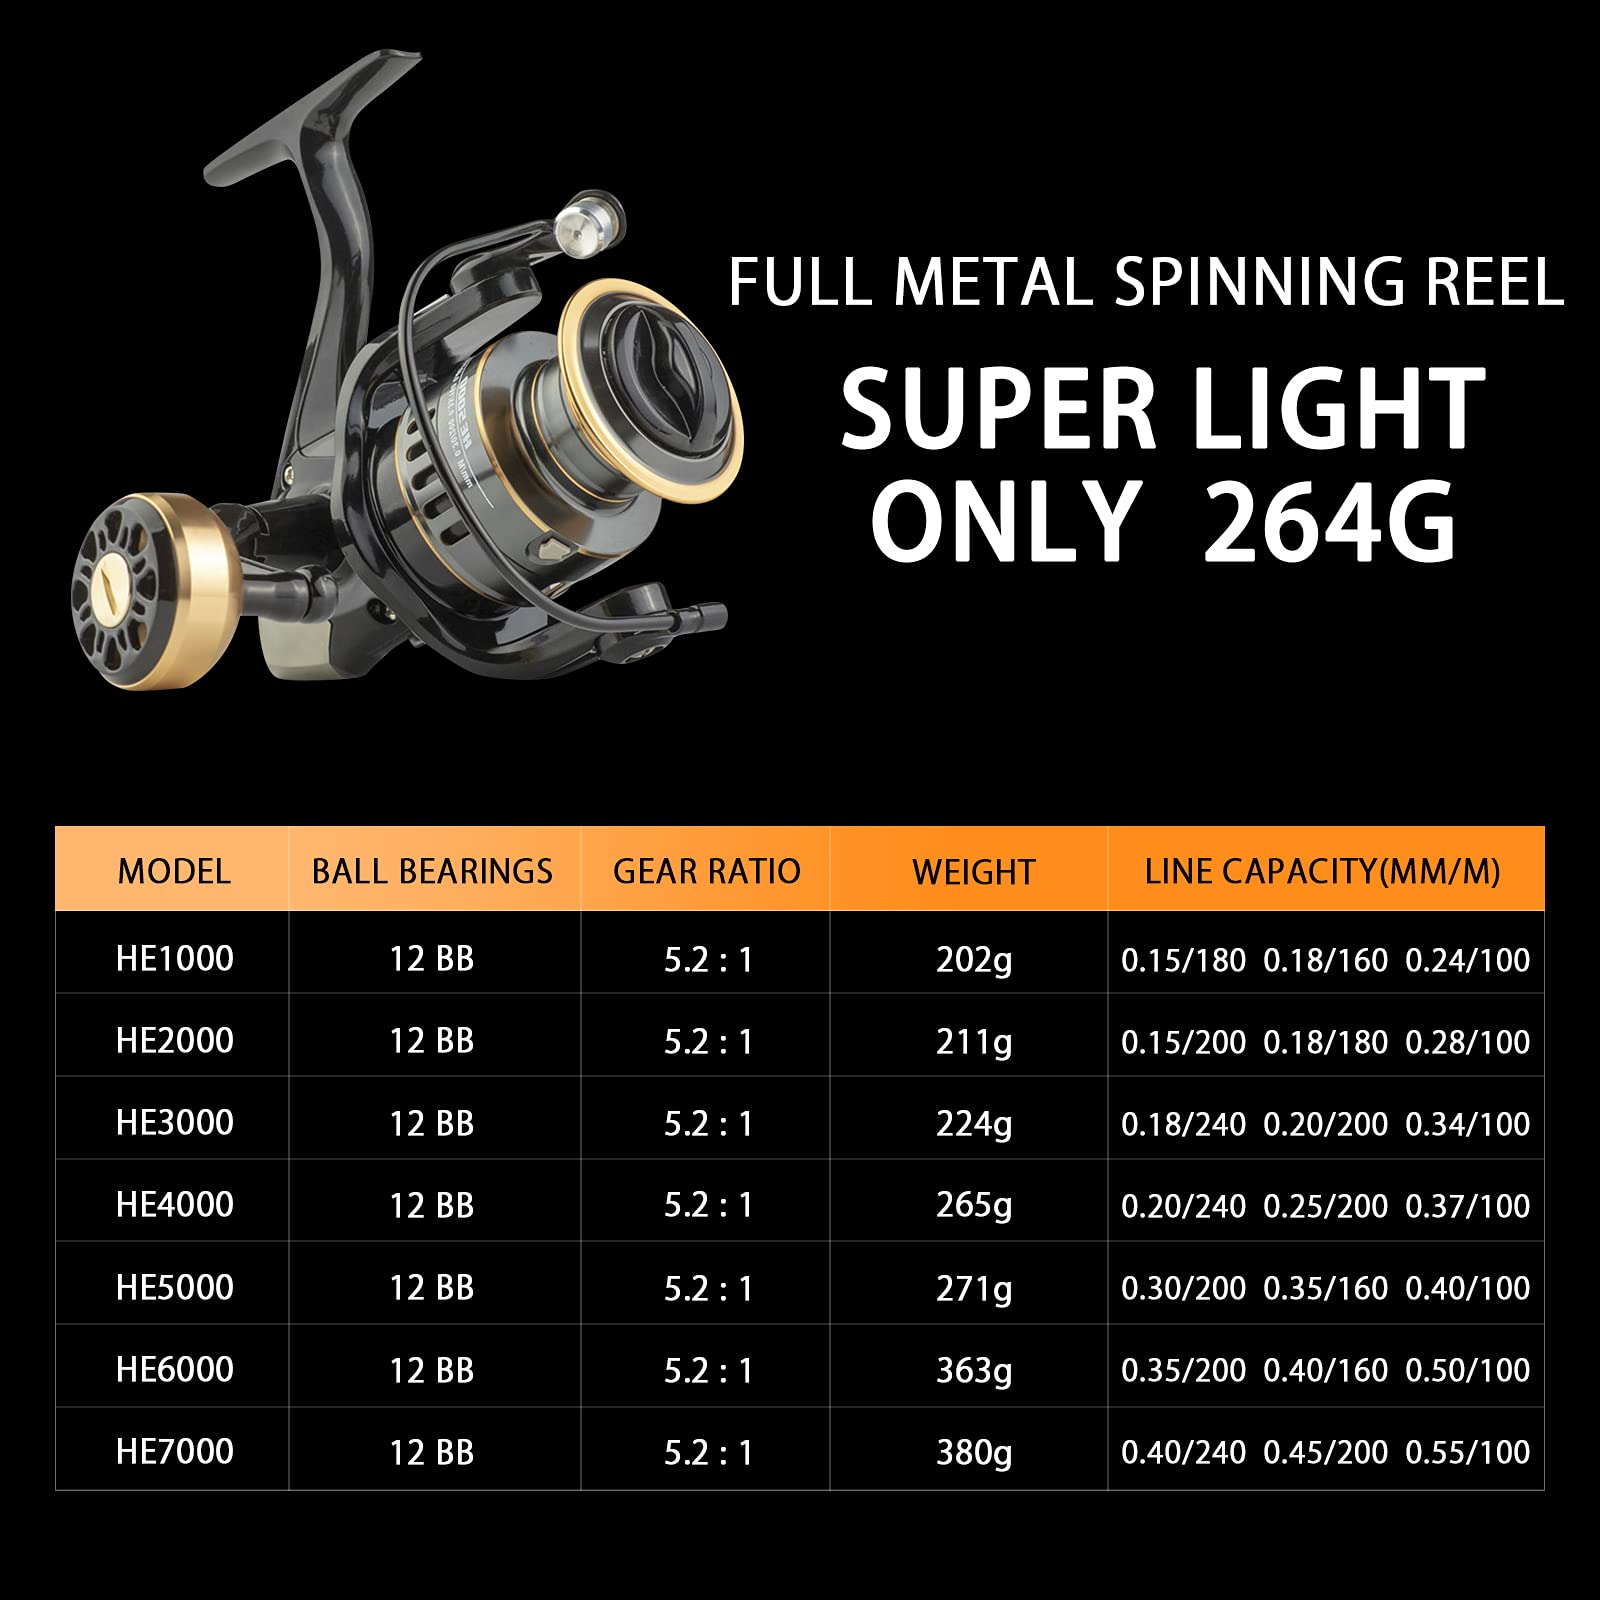 FULL METAL SPINNING REEL
SUPER LIGHT
ONLY 264G
MODEL BALL BEARINGS GEAR RATIO WEIGHT LINE CAPACITY(MM/M)
HE1000 12 BB 5.2 : 1 202g 0.15/180 0.18/160 0.24/100
HE2000 12 BB 5.2 : 1 211g 0.15/200 0.18/180 0.28/100
HE3000 12 BB 5.2 : 1 224g 0.18/240 0.20/200 0.34/100
HE4000 12 BB 5.2 : 1 265g 0.20/240 0.25/200 0.37/100
HE5000 12 BB 5.2 : 1 271g 0.30/200 0.35/160 0.40/100
HE6000 12 BB 5.2 : 1 363g 0.35/200 0.40/160 0.50/100
HE7000 12 BB 5.2 : 1 380g 0.40/240 0.45/200 0.55/100